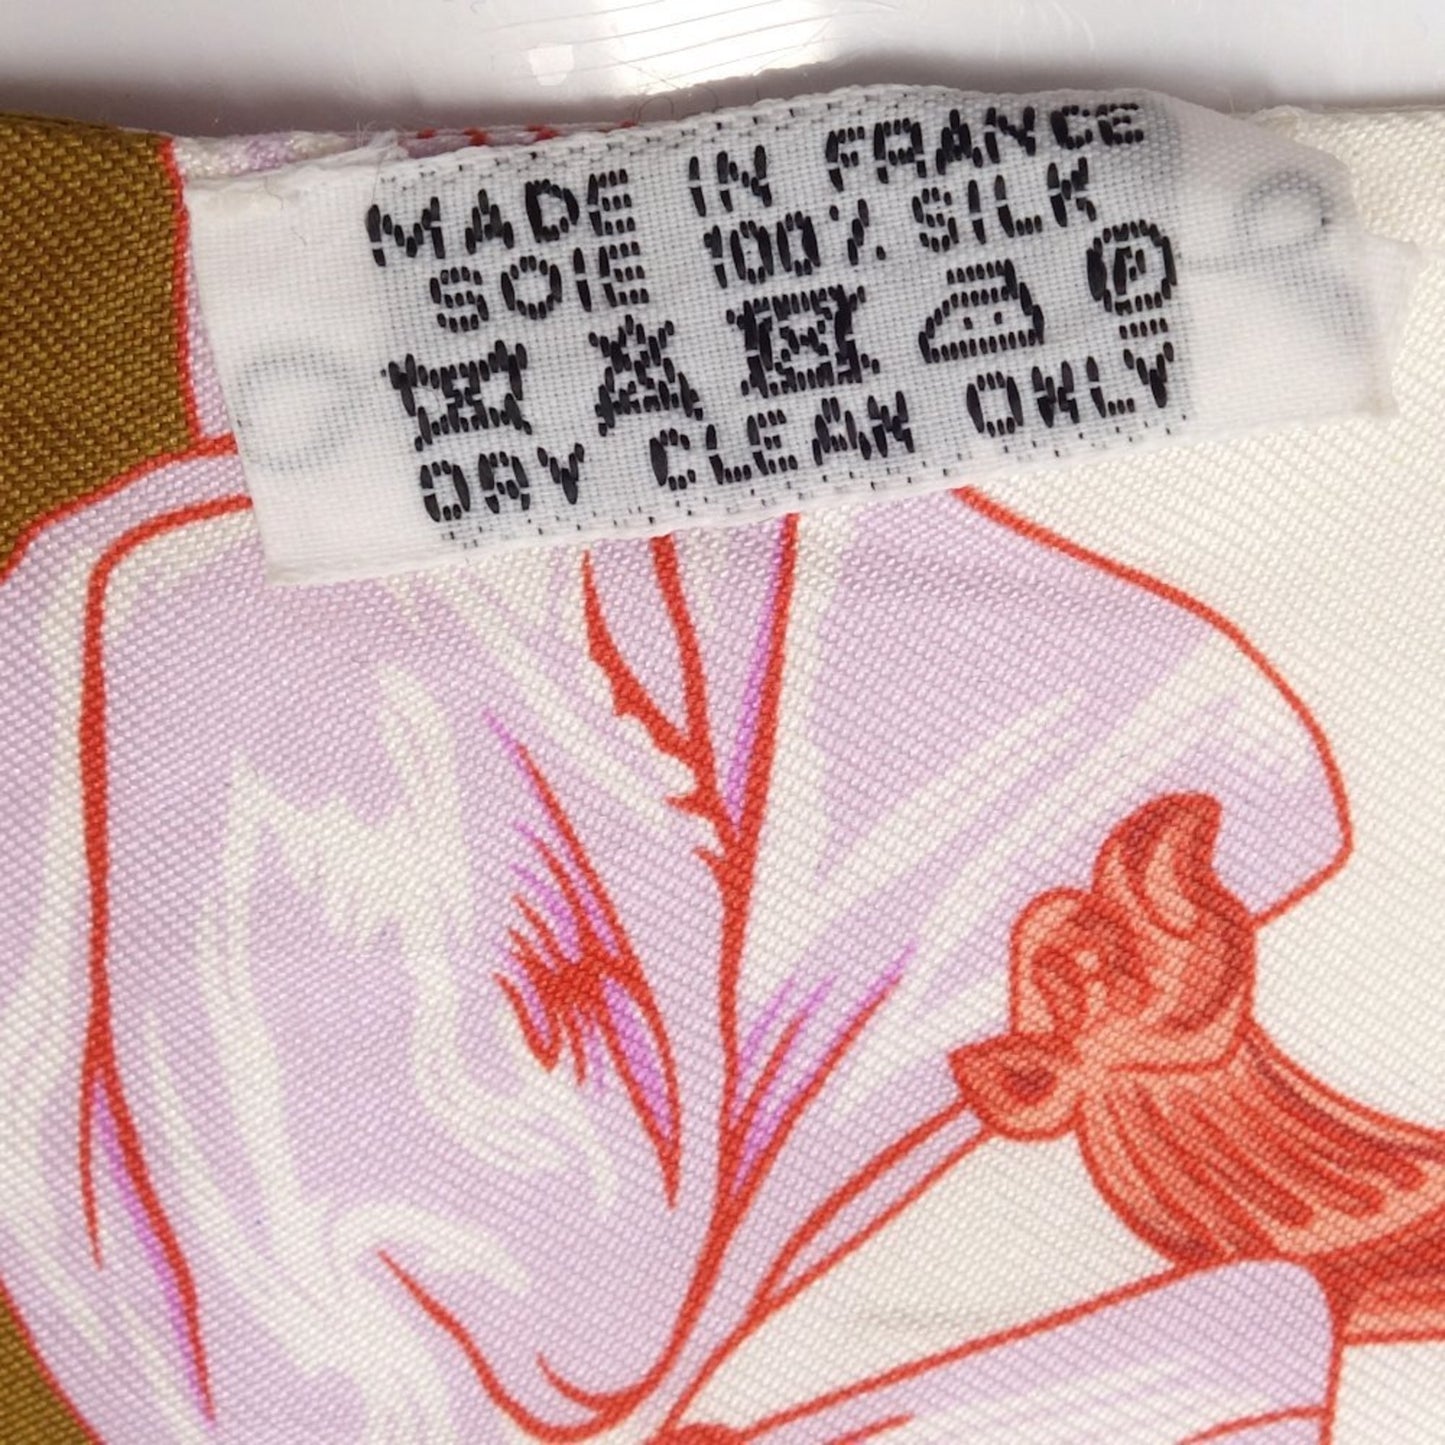 MADE IN FRANCE
SOIE 100% SILK
P
DRY CLEAN ONLY